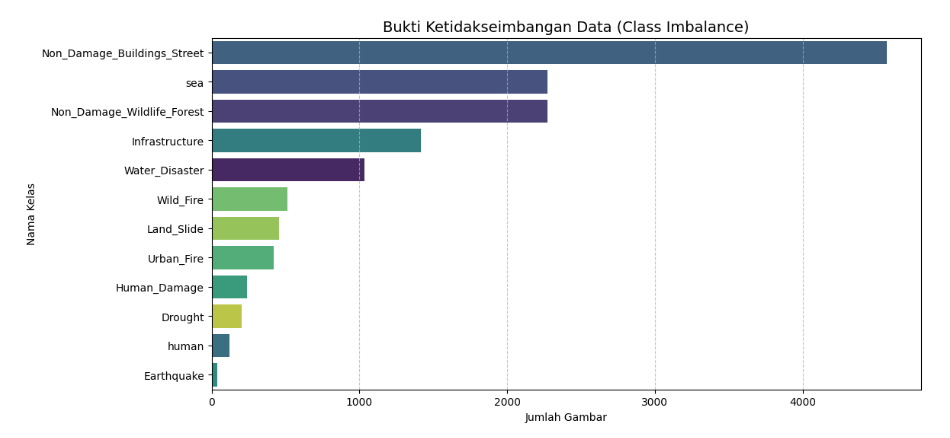 Bukti Ketidakseimbangan Data (Class Imbalance)
Nama Kelas
Non_Damage_Buildings_Street
sea
Non_Damage_Wildlife_Forest
Infrastructure
Water_Disaster
Wild_Fire
Land_Slide
Urban_Fire
Human_Damage
Drought
human
Earthquake
0 1000 2000 3000 4000
Jumlah Gambar